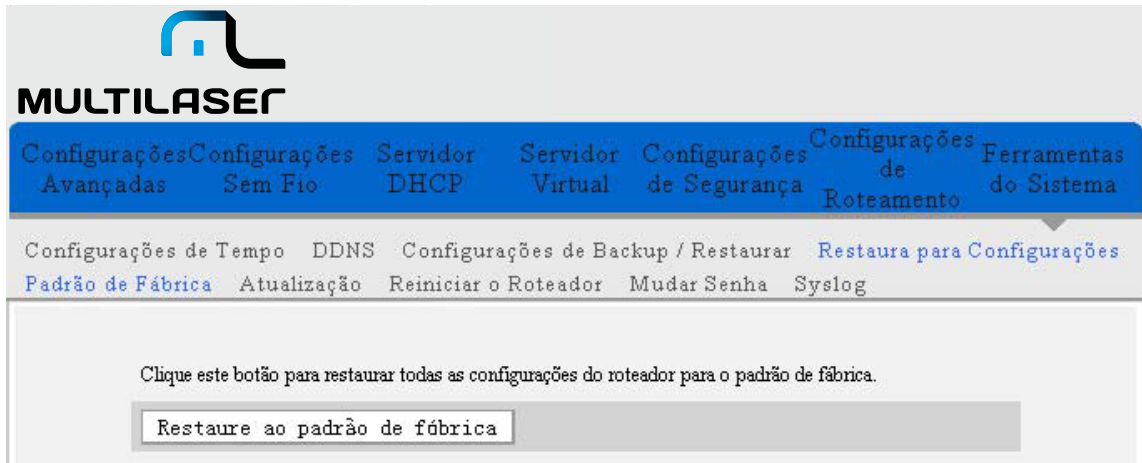 MULTILASER
Configurações Avançadas
Configurações Sem Fio
Servidor DHCP
Servidor Virtual
Configurações de Segurança
Configurações de Roteamento
Ferramentas do Sistema
Configurações de Tempo DDNS Configurações de Backup / Restaurar Restaura para Configurações
Padrão de Fábrica Atualização Reiniciar o Roteador Mudar Senha Syslog
Clique este botão para restaurar todas as configurações do roteador para o padrão de fábrica.
Restaure ao padrão de fábrica